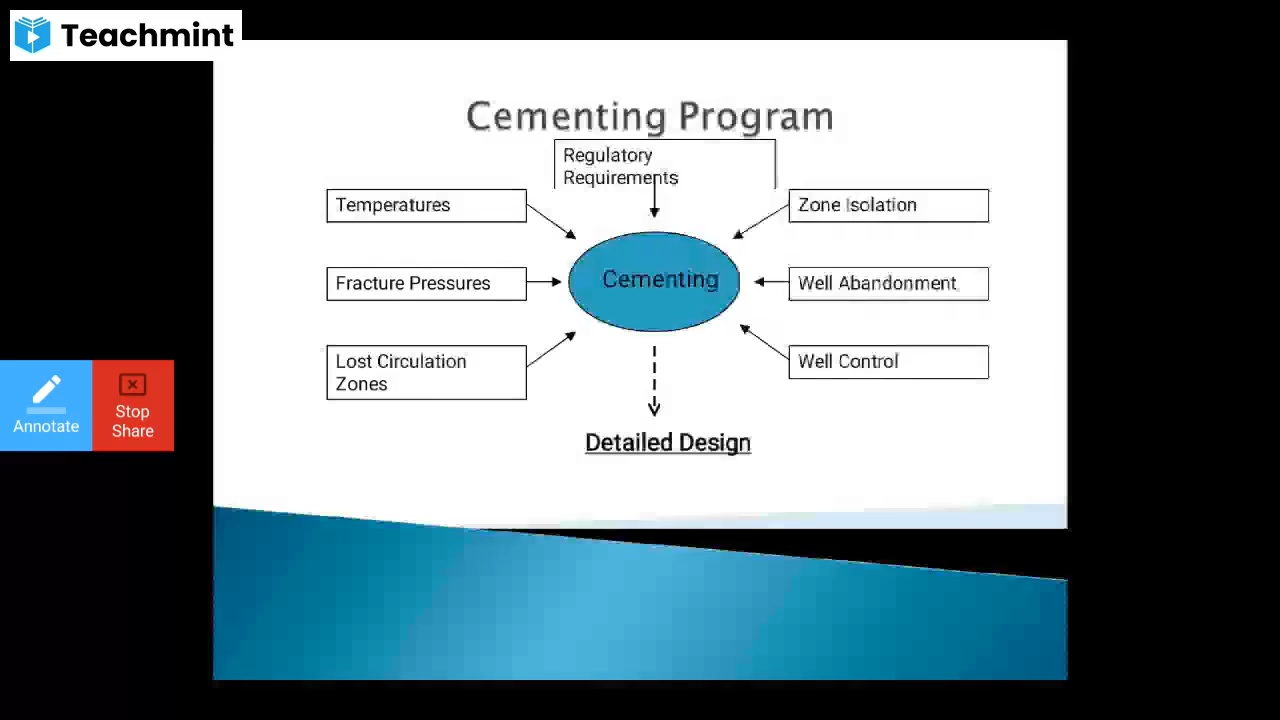 Teachmint
Cementing Program
Regulatory
Requirements
Temperatures
Zone Isolation
Cementing
Fracture Pressures
Well Abandonment
Lost Circulation
Zones
Well Control
Annotate
Stop
Share
Detailed Design